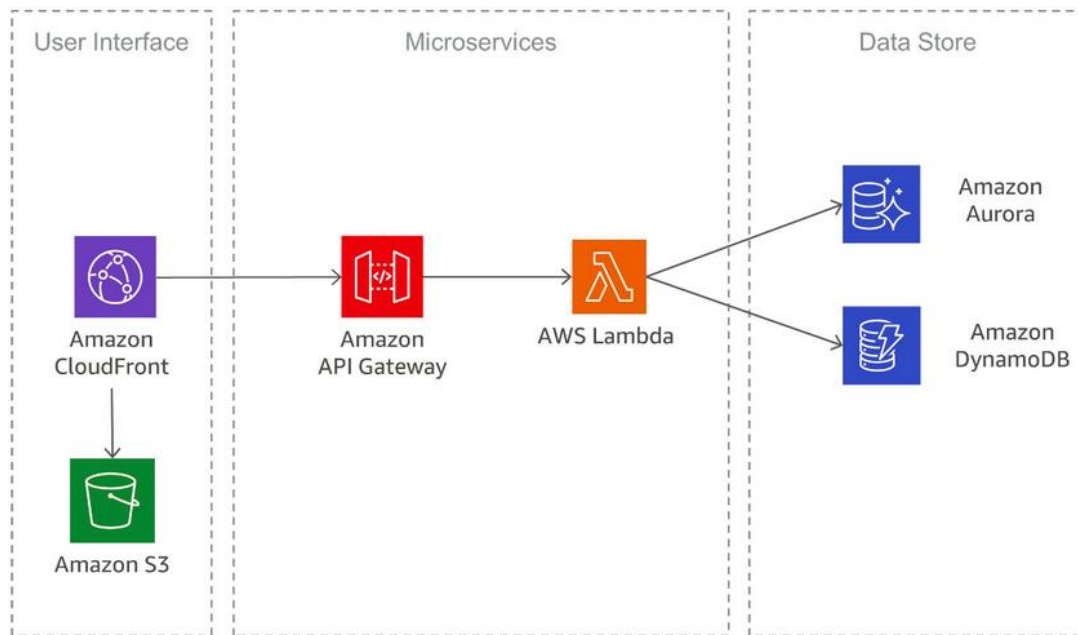 User Interface
Microservices
Data Store
Amazon
CloudFront
Amazon S3
</>
Amazon
API Gateway
AWS Lambda
Amazon
Aurora
Amazon
DynamoDB